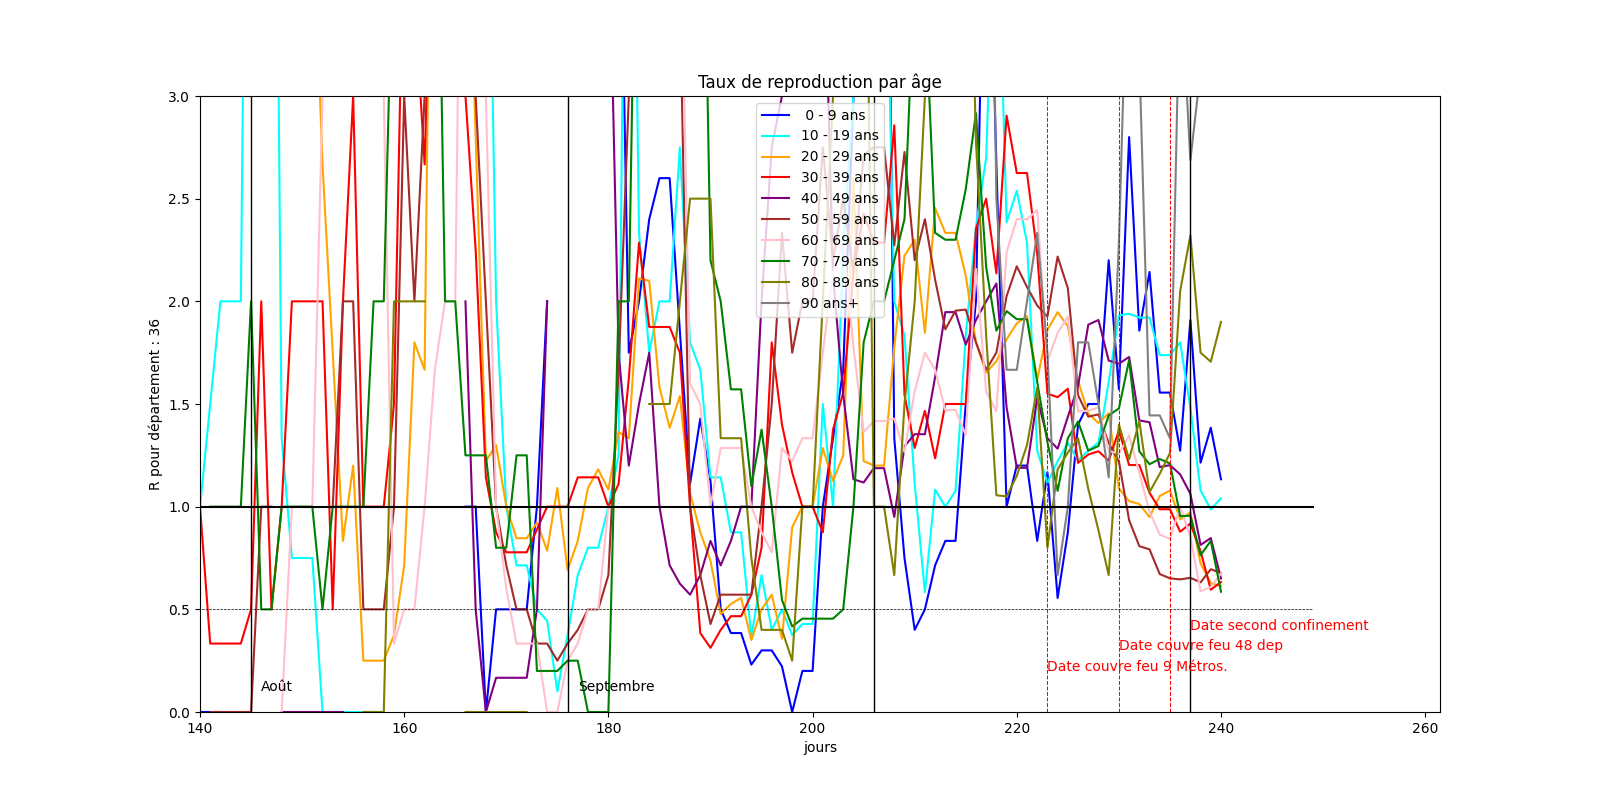 Taux de reproduction par âge
R pour département : 36
3.0
2.5
2.0
1.5
1.0
0.5
0.0
0 - 9 ans
10 - 19 ans
20 - 29 ans
30 - 39 ans
40 - 49 ans
50 - 59 ans
60 - 69 ans
70 - 79 ans
80 - 89 ans
90 ans+
Date second confinement
Date couvre feu 48 dep
Date couvre feu 9 Métros.
Août
Septembre
140
160
180
200
220
240
260
jours